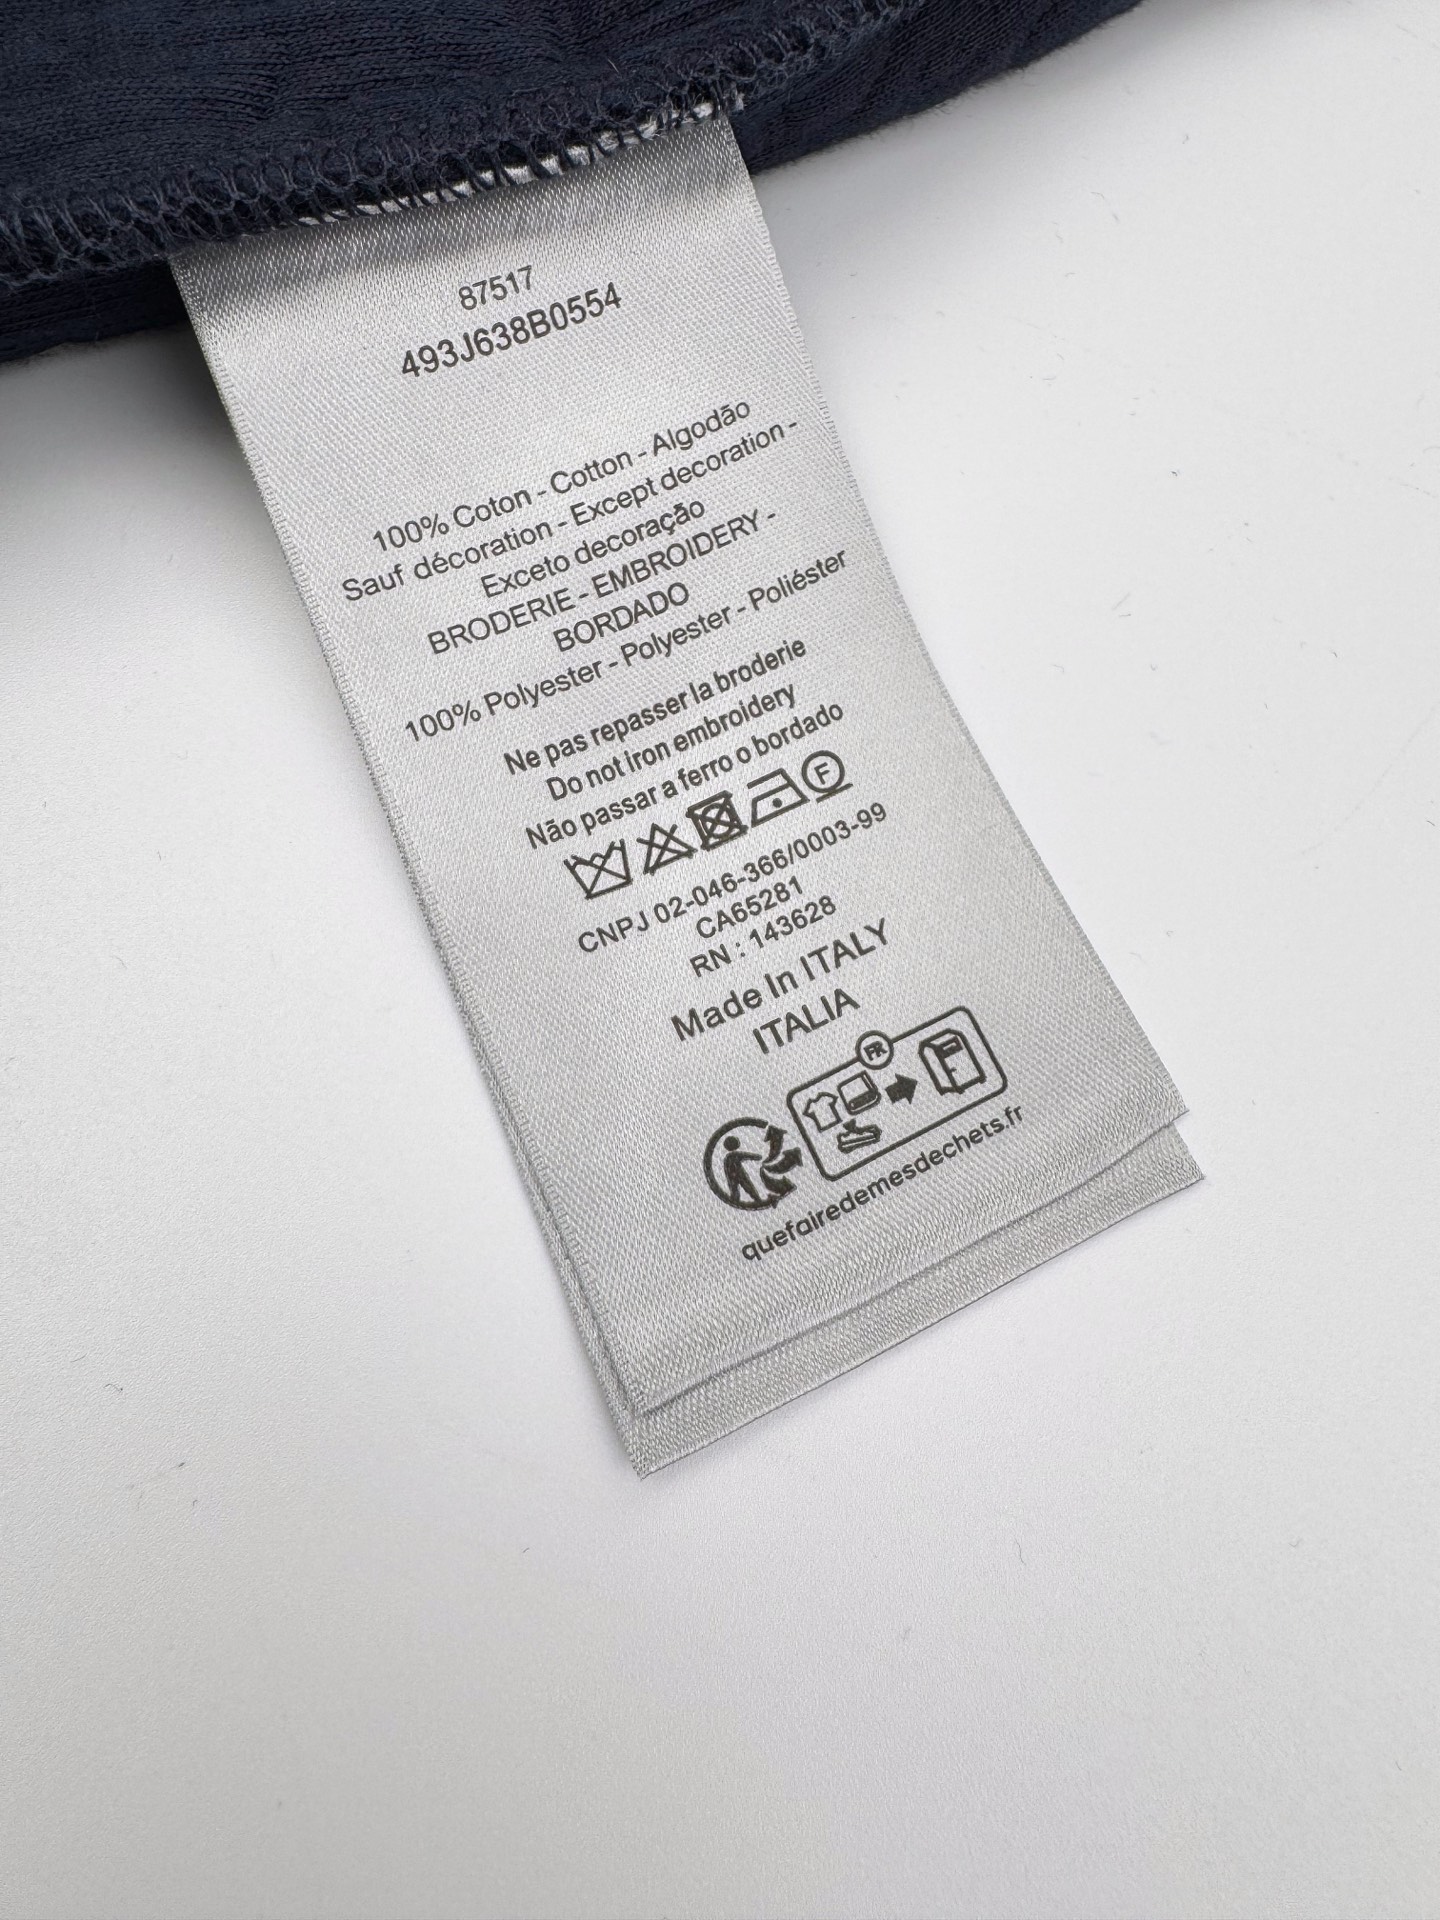 87517
493J638B0554
100% Coton - Cotton - Algodão
Sauf décoration - Except decoration -
Exceto decoração
BRODERIE - EMBROIDERY -
BORDADO
100% Polyester - Polyester - Poliéster
Ne pas repasser la broderie
Do not iron embroidery
Não passar a ferro o bordado
F
CNPJ 02-046-366/0003-99
CA65281
RN : 143628
Made In ITALY
ITALIA
FR
quefairedemesdechets.fr